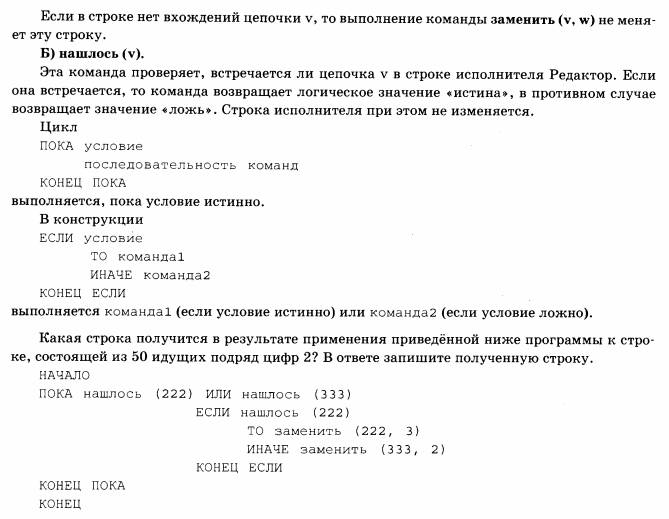 Если в строке нет вхождений цепочки v, то выполнение команды заменить (v, w) не меня-
ет эту строку.
Б) нашлось (v).
Эта команда проверяет, встречается ли цепочка v в строке исполнителя Редактор. Если
она встречается, то команда возвращает логическое значение «истина», в противном случае
возвращает значение «ложь». Строка исполнителя при этом не изменяется.
Цикл
ПОКА условие
последовательность команд
КОНЕЦ ПОКА
выполняется, пока условие истинно.
В конструкции
ЕСЛИ условие
ТО команда1
ИНАЧЕ команда2
КОНЕЦ ЕСЛИ
выполняется команда1 (если условие истинно) или команда2 (если условие ложно).
Какая строка получится в результате применения приведённой ниже программы к стро-
ке, состоящей из 50 идущих подряд цифр 2? В ответе запишите полученную строку.
НАЧАЛО
ПОКА нашлось (222) ИЛИ нашлось (333)
ЕСЛИ нашлось (222)
ТО заменить (222, 3)
ИНАЧЕ заменить (333, 2)
КОНЕЦ ЕСЛИ
КОНЕЦ ПОКА
КОНЕЦ